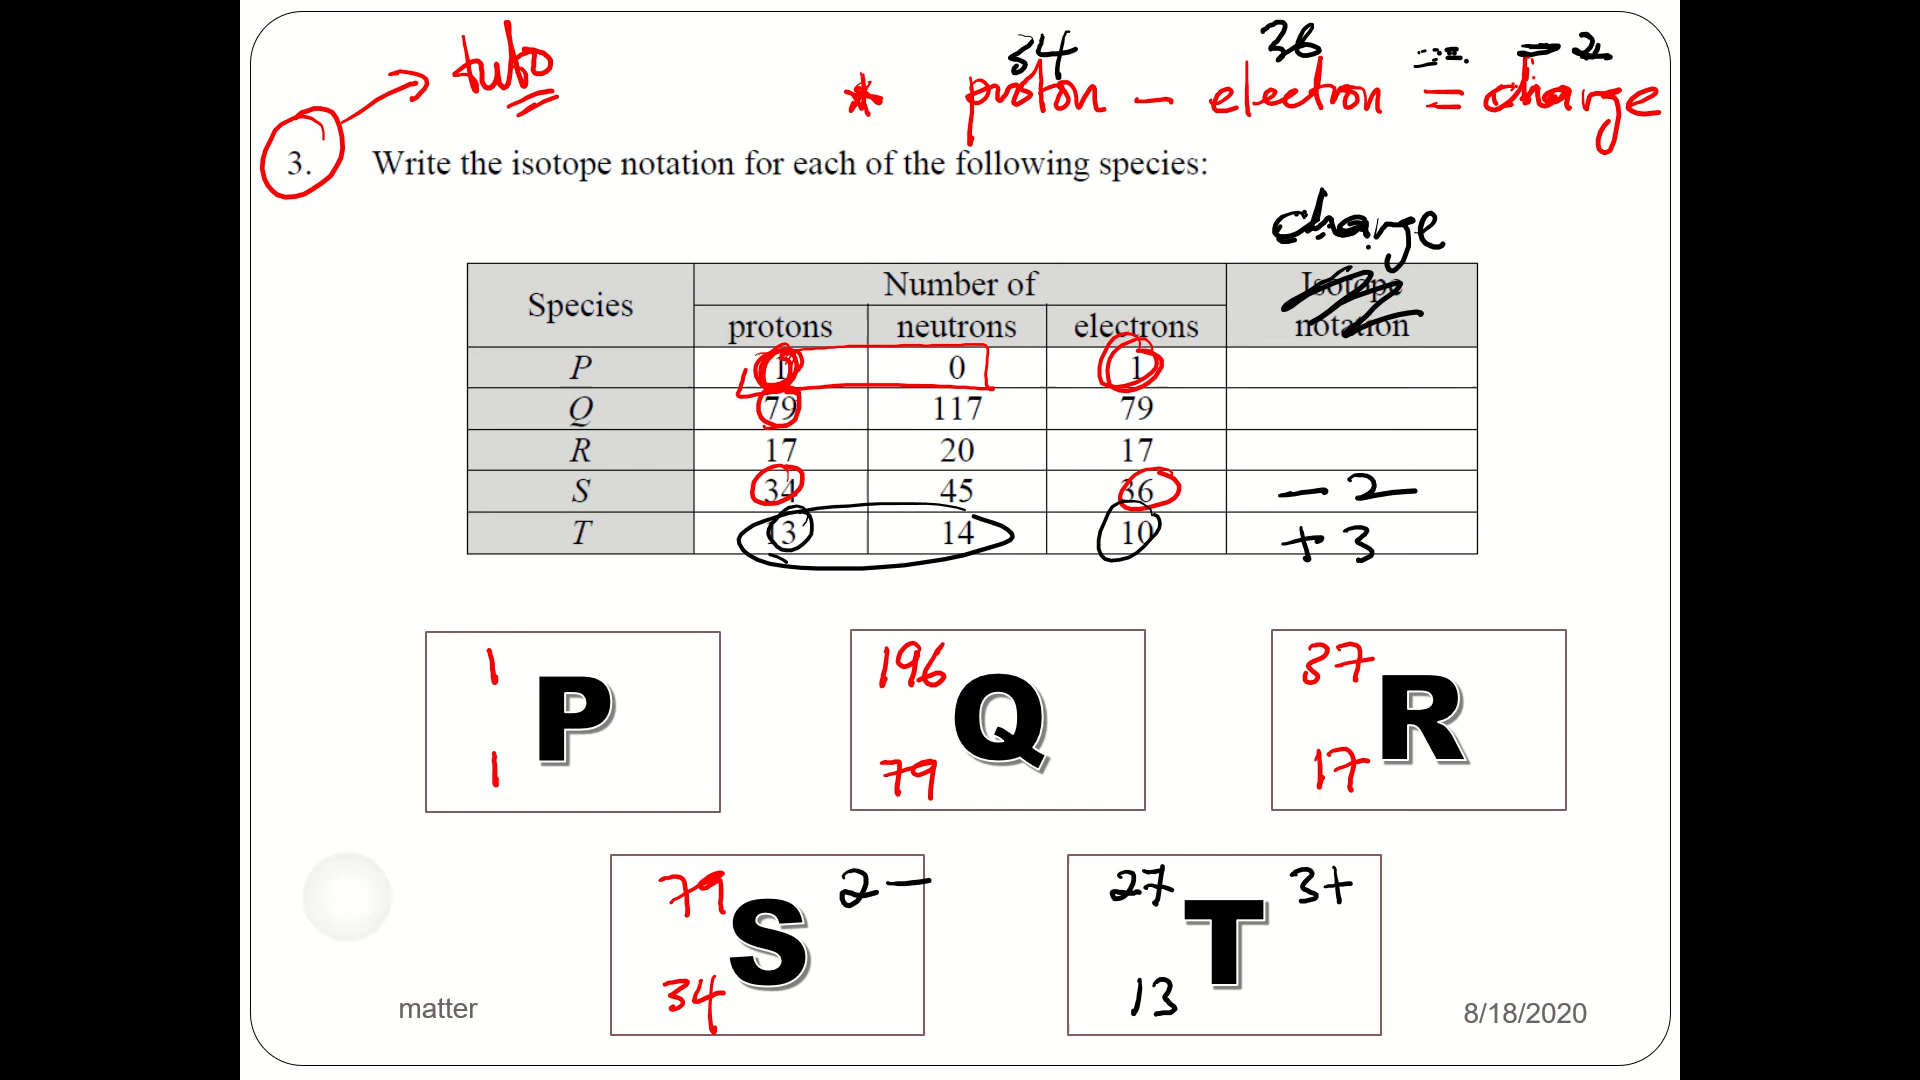 tuto
34 36 = -2
* proton - electron = charge
3. Write the isotope notation for each of the following species:
charge
Species Number of Isotope notation
protons neutrons electrons
P 1 0 1
Q 79 117 79
R 17 20 17
S 34 45 36 - 2
T 13 14 10 + 3
1 196 37
P Q R
1 79 17
79 2- 27 3+
S T
34 13
matter 8/18/2020